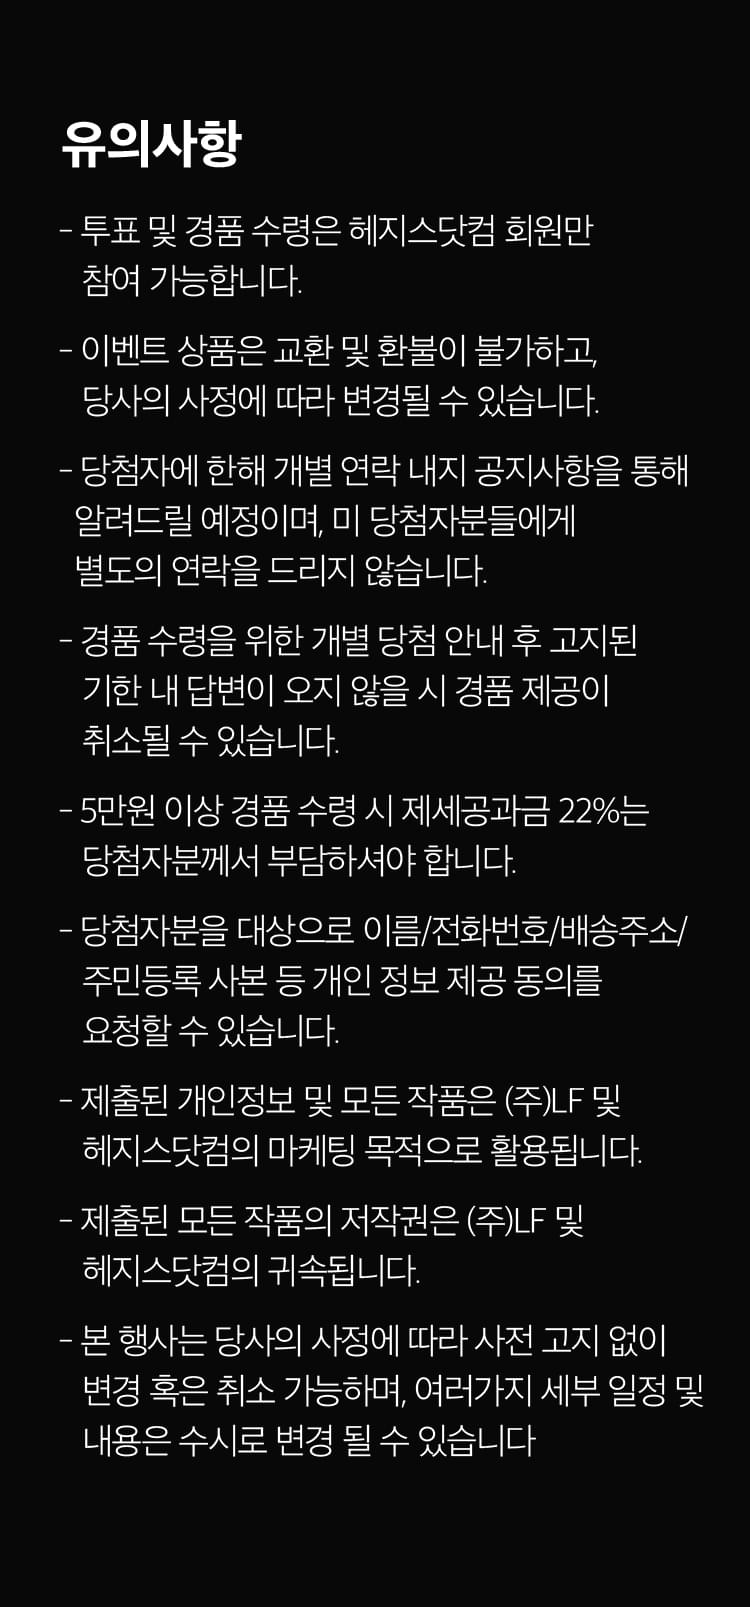 유의사항
- 투표 및 경품 수령은 헤지스닷컴 회원만
참여 가능합니다.
- 이벤트 상품은 교환 및 환불이 불가하고,
당사의 사정에 따라 변경될 수 있습니다.
- 당첨자에 한해 개별 연락 내지 공지사항을 통해
알려드릴 예정이며, 미 당첨자분들에게
별도의 연락을 드리지 않습니다.
- 경품 수령을 위한 개별 당첨 안내 후 고지된
기한 내 답변이 오지 않을 시 경품 제공이
취소될 수 있습니다.
- 5만원 이상 경품 수령 시 제세공과금 22%는
당첨자분께서 부담하셔야 합니다.
- 당첨자분을 대상으로 이름/전화번호/배송주소/
주민등록 사본 등 개인 정보 제공 동의를
요청할 수 있습니다.
- 제출된 개인정보 및 모든 작품은 (주)LF 및
헤지스닷컴의 마케팅 목적으로 활용됩니다.
- 제출된 모든 작품의 저작권은 (주)LF 및
헤지스닷컴의 귀속됩니다.
- 본 행사는 당사의 사정에 따라 사전 고지 없이
변경 혹은 취소 가능하며, 여러가지 세부 일정 및
내용은 수시로 변경 될 수 있습니다